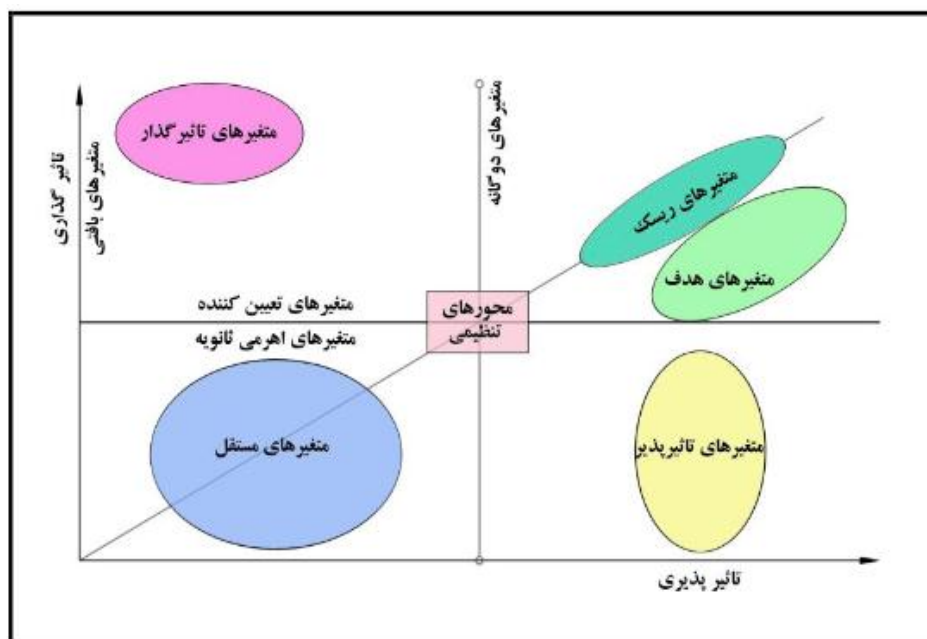 متغیرهای تاثیرگذار
متغیرهای دوگانه
متغیرهای ریسک
متغیرهای هدف
تاثیر گذاری
متغیرهای بافتی
متغیرهای تعیین کننده
محورهای
تنظیمی
متغیرهای اهرمی ثانویه
متغیرهای مستقل
متغیرهای تاثیرپذیر
تاثیر پذیری